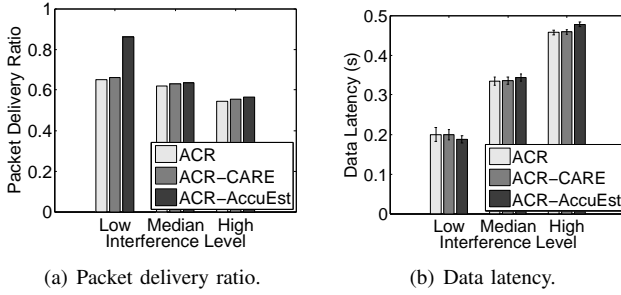 Packet Delivery Ratio
1
0.8
0.6
0.4
0.2
0
ACR
ACR-CARE
ACR-AccuEst
Low Median High
Interference Level
(a) Packet delivery ratio.
Data Latency (s)
0.5
0.4
0.3
0.2
0.1
0
ACR
ACR-CARE
ACR-AccuEst
Low Median High
Interference Level
(b) Data latency.